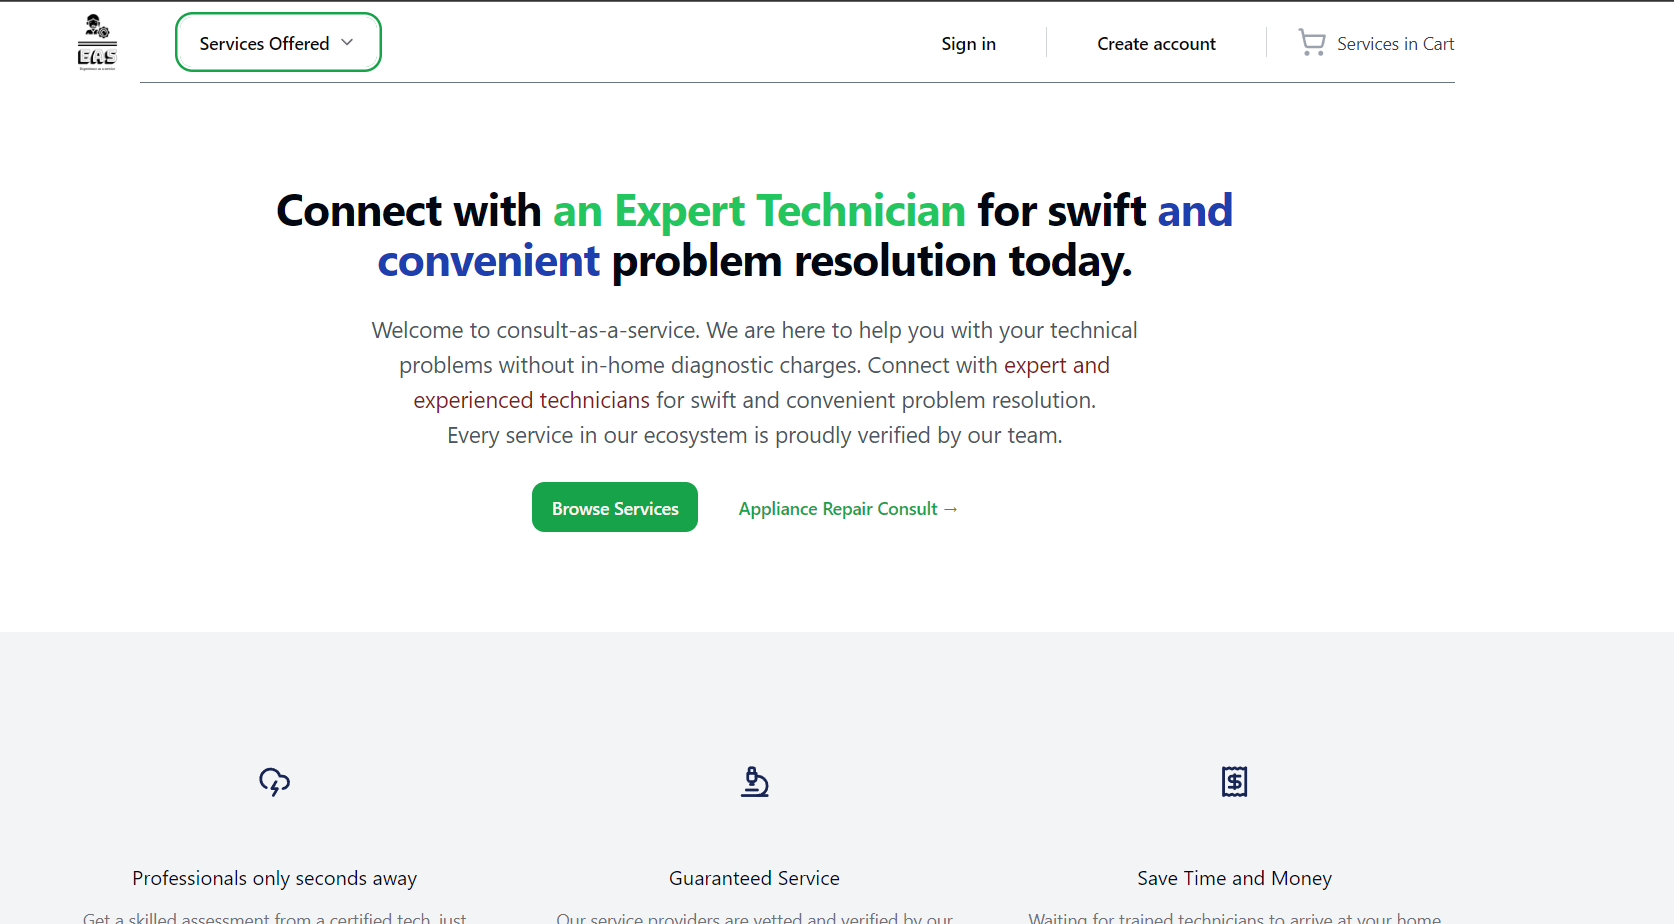 EAS
Services Offered
Sign in
Create account
Services in Cart
Connect with an Expert Technician for swift and
convenient problem resolution today.
Welcome to consult-as-a-service. We are here to help you with your technical
problems without in-home diagnostic charges. Connect with expert and
experienced technicians for swift and convenient problem resolution.
Every service in our ecosystem is proudly verified by our team.
Browse Services
Appliance Repair Consult →
Professionals only seconds away
Guaranteed Service
Save Time and Money
Get a skilled assessment from a certified tech, just
Our service providers are vetted and verified by our
Waiting for trained technicians to arrive at your home